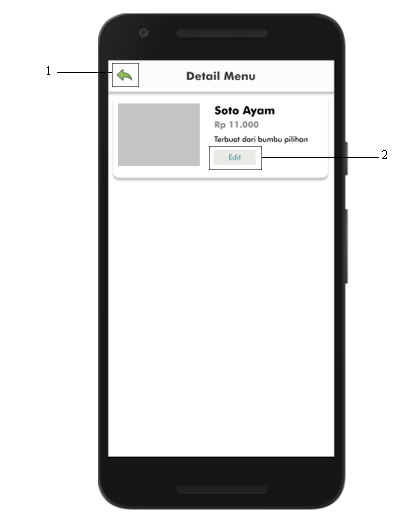 1
Detail Menu
Soto Ayam
Rp 11.000
Terbuat dari bumbu pilihan
Edit
2